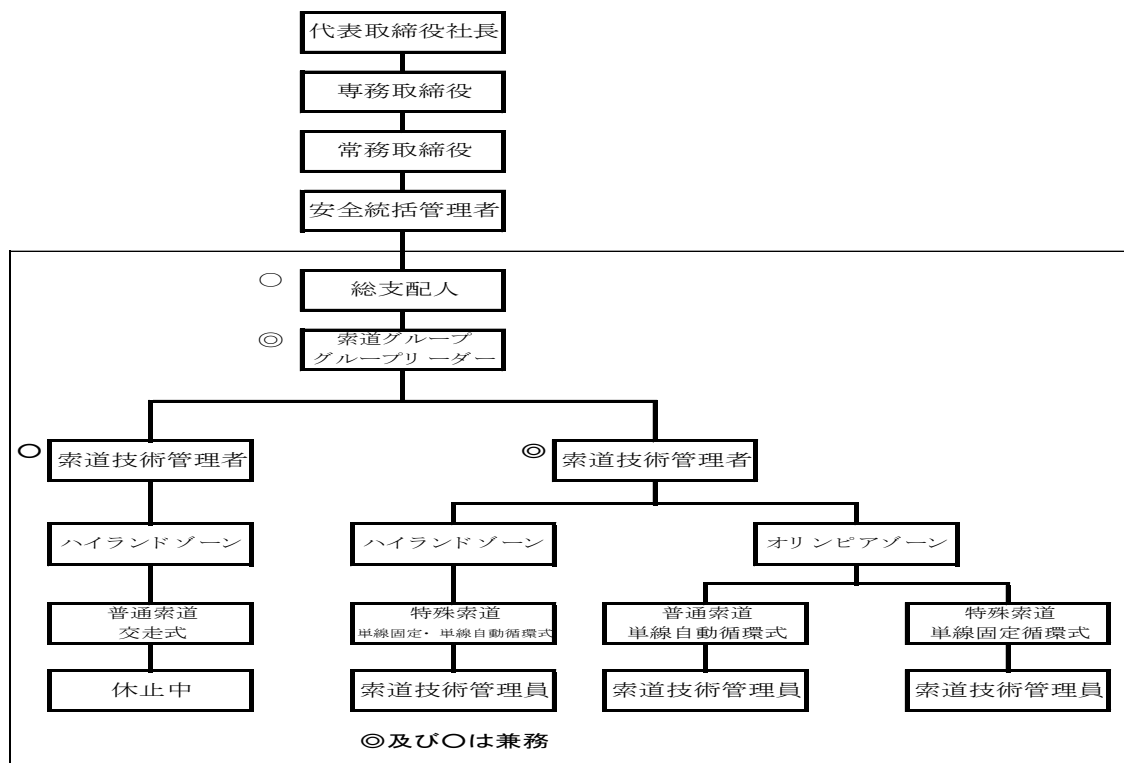 代表取締役社長
専務取締役
常務取締役
安全統括管理者
○
総支配人
◎
索道グループ
グループリーダー
○
索道技術管理者
◎
索道技術管理者
ハイランドゾーン
ハイランドゾーン
オリンピアゾーン
普通索道
交走式
特殊索道
単線固定・単線自動循環式
普通索道
単線自動循環式
特殊索道
単線固定循環式
休止中
索道技術管理員
索道技術管理員
索道技術管理員
◎及び○は兼務